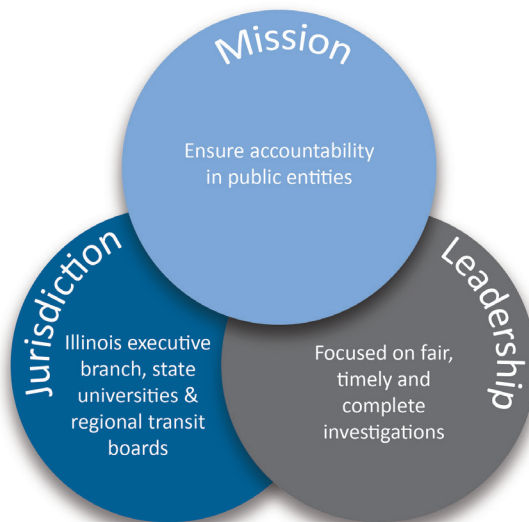 Mission
Ensure accountability
in public entities
Jurisdiction
Illinois executive
branch, state
universities &
regional transit
boards
Leadership
Focused on fair,
timely and
complete
investigations